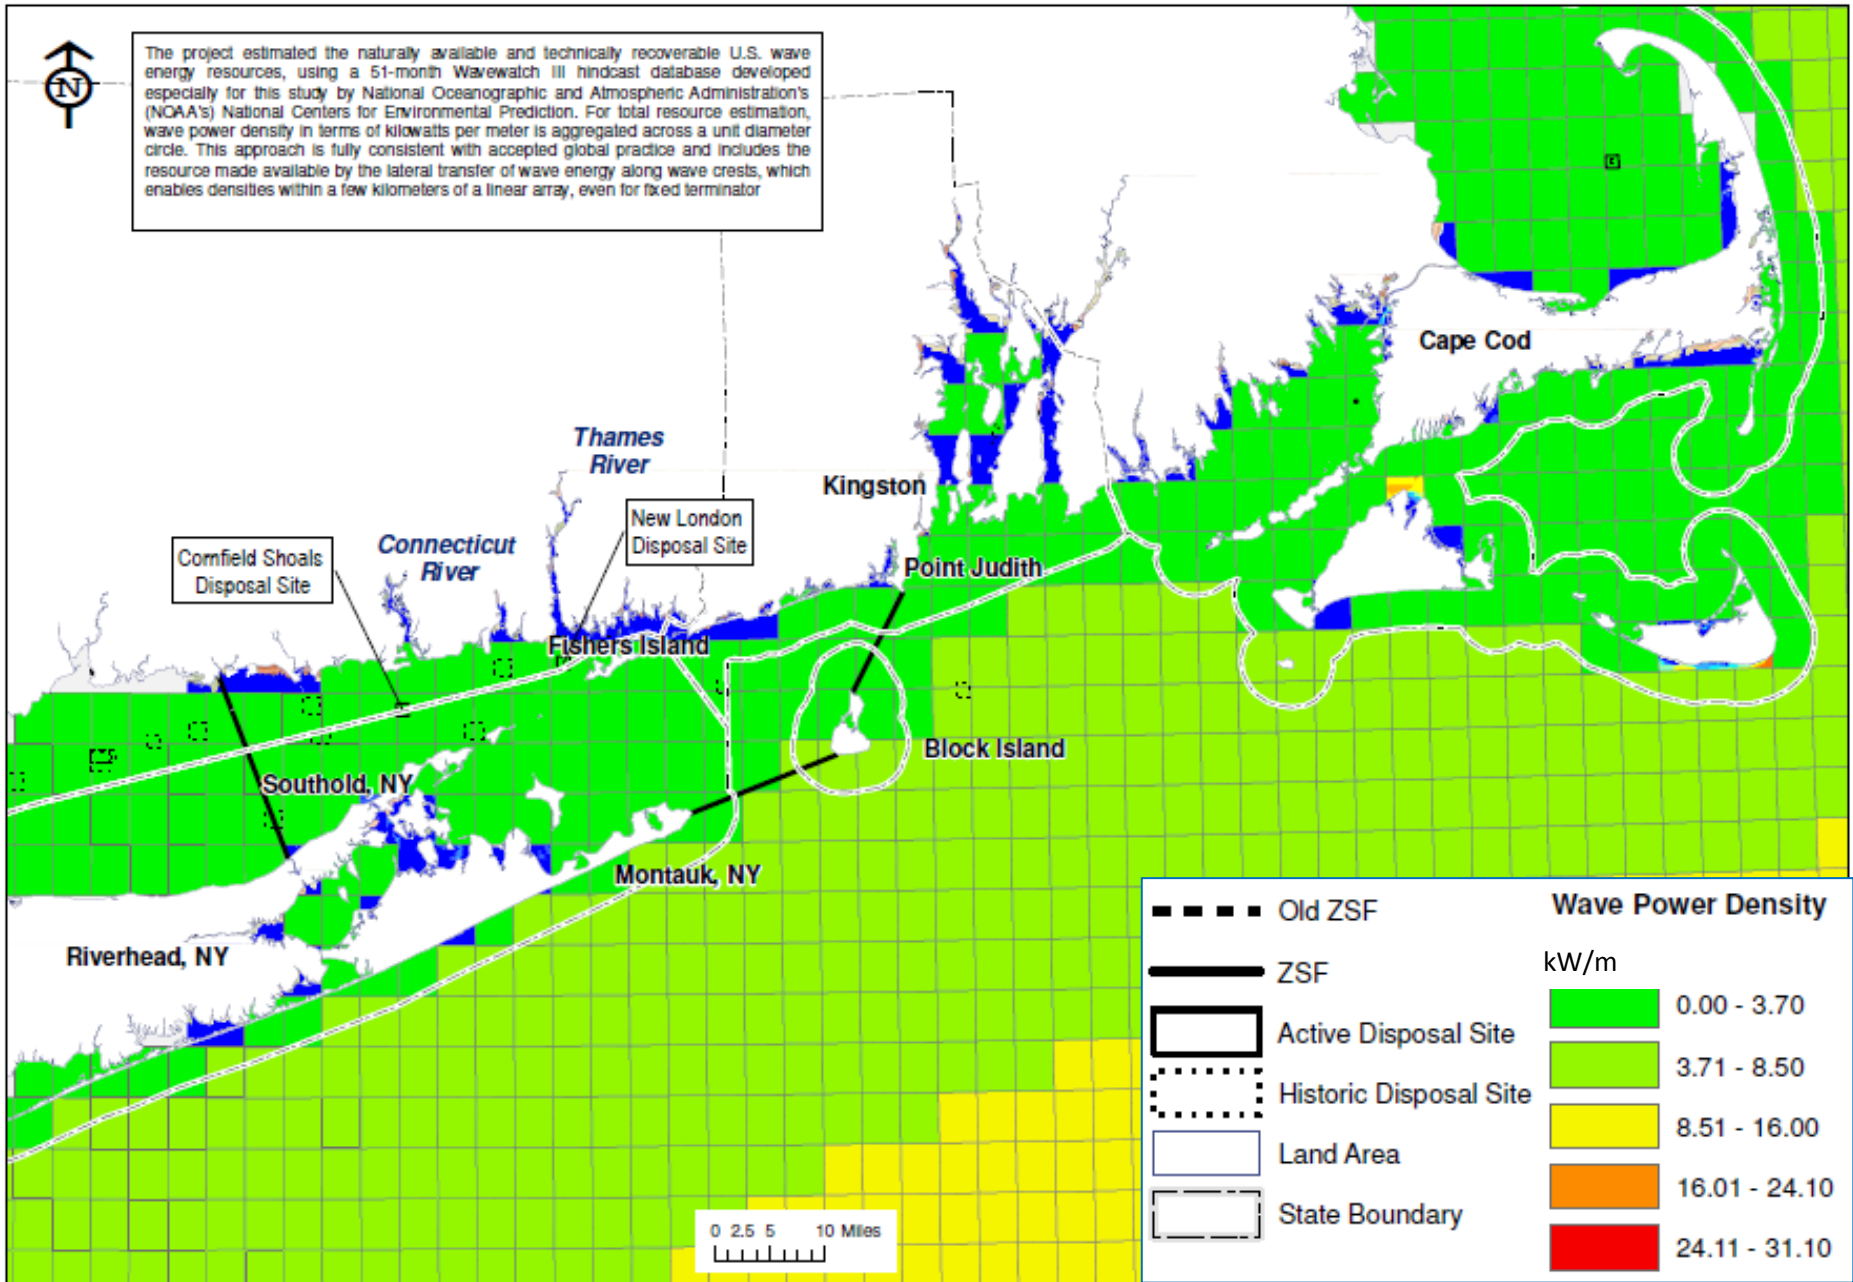 N
The project estimated the naturally available and technically recoverable U.S. wave
energy resources, using a 51-month Wavewatch III hindcast database developed
especially for this study by National Oceanographic and Atmospheric Administration's
(NOAA's) National Centers for Environmental Prediction. For total resource estimation,
wave power density in terms of kilowatts per meter is aggregated across a unit diameter
circle. This approach is fully consistent with accepted global practice and includes the
resource made available by the lateral transfer of wave energy along wave crests, which
enables densities within a few kilometers of a linear array, even for fixed terminator
Cape Cod
Thames
River
Kingston
New London
Disposal Site
Connecticut
River
Cornfield Shoals
Disposal Site
Point Judith
Fishers Island
Block Island
Southold, NY
Montauk, NY
Riverhead, NY
0 2.5 5 10 Miles
Old ZSF
ZSF
Active Disposal Site
Historic Disposal Site
Land Area
State Boundary
Wave Power Density
kW/m
0.00 - 3.70
3.71 - 8.50
8.51 - 16.00
16.01 - 24.10
24.11 - 31.10